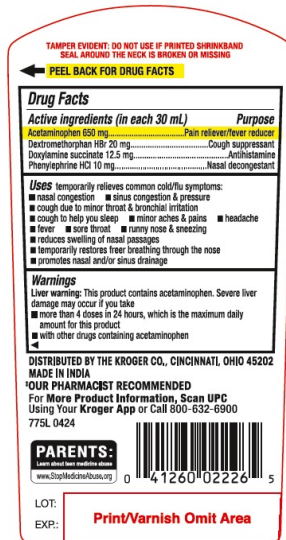 TAMPER EVIDENT: DO NOT USE IF PRINTED SHRINKBAND
SEAL AROUND THE NECK IS BROKEN OR MISSING
PEEL BACK FOR DRUG FACTS
Drug Facts
Active ingredients (in each 30 mL) Purpose
Acetaminophen 650 mg..............................Pain reliever/fever reducer
Dextromethorphan HBr 20 mg..............................Cough suppressant
Doxylamine succinate 12.5 mg..............................Antihistamine
Phenylephrine HCl 10 mg..............................Nasal decongestant
Uses temporarily relieves common cold/flu symptoms:
■ nasal congestion ■ sinus congestion & pressure
■ cough due to minor throat & bronchial irritation
■ cough to help you sleep ■ minor aches & pains ■ headache
■ fever ■ sore throat ■ runny nose & sneezing
■ reduces swelling of nasal passages
■ temporarily restores freer breathing through the nose
■ promotes nasal and/or sinus drainage
Warnings
Liver warning: This product contains acetaminophen. Severe liver
damage may occur if you take
■ more than 4 doses in 24 hours, which is the maximum daily
amount for this product
■ with other drugs containing acetaminophen
DISTRIBUTED BY THE KROGER CO., CINCINNATI, OHIO 45202
MADE IN INDIA
†OUR PHARMACIST RECOMMENDED
For More Product Information, Scan UPC
Using Your Kroger App or Call 800-632-6900
775L 0424
PARENTS:
Learn about teen medicine abuse
www.StopMedicineAbuse.org
0 41260 02226 5
LOT:
EXP.:
Print/Varnish Omit Area